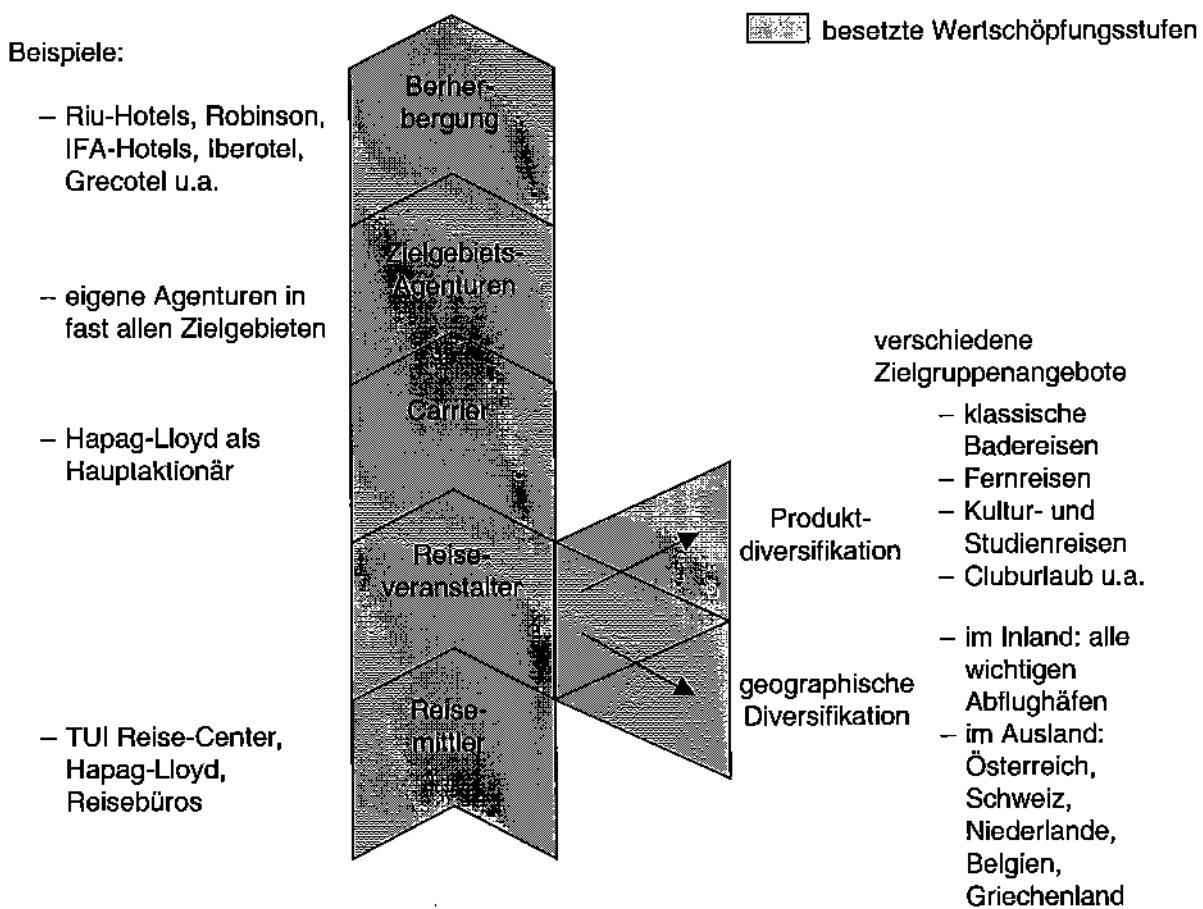 besetzte Wertschöpfungsstufen
Beispiele:
– Riu-Hotels, Robinson,
IFA-Hotels, Iberotel,
Grecotel u.a.
– eigene Agenturen in
fast allen Zielgebieten
– Hapag-Lloyd als
Hauptaktionär
– TUI Reise-Center,
Hapag-Lloyd,
Reisebüros
Berher-
bergung
Zielgebiets-
Agenturen
Carrier
Reise-
veranstalter
Reise-
mittler
Produkt-
diversifikation
geographische
Diversifikation
verschiedene
Zielgruppenangebote
– klassische
Badereisen
– Fernreisen
– Kultur- und
Studienreisen
– Cluburlaub u.a.
– im Inland: alle
wichtigen
Abflughäfen
– im Ausland:
Österreich,
Schweiz,
Niederlande,
Belgien,
Griechenland